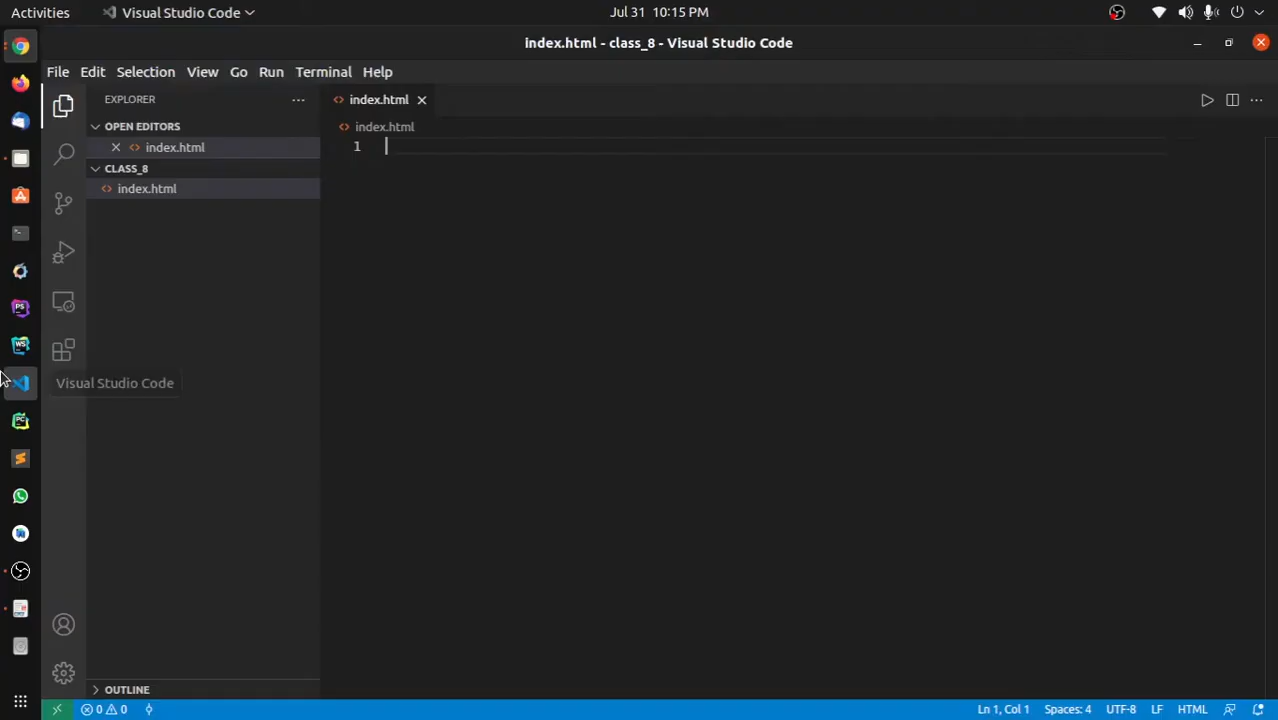 Activities Visual Studio Code Jul 31 10:15 PM
index.html - class_8 - Visual Studio Code
File Edit Selection View Go Run Terminal Help
EXPLORER
index.html
OPEN EDITORS
index.html
index.html
1
CLASS_8
index.html
Visual Studio Code
OUTLINE
0 0 Ln 1, Col 1 Spaces: 4 UTF-8 LF HTML